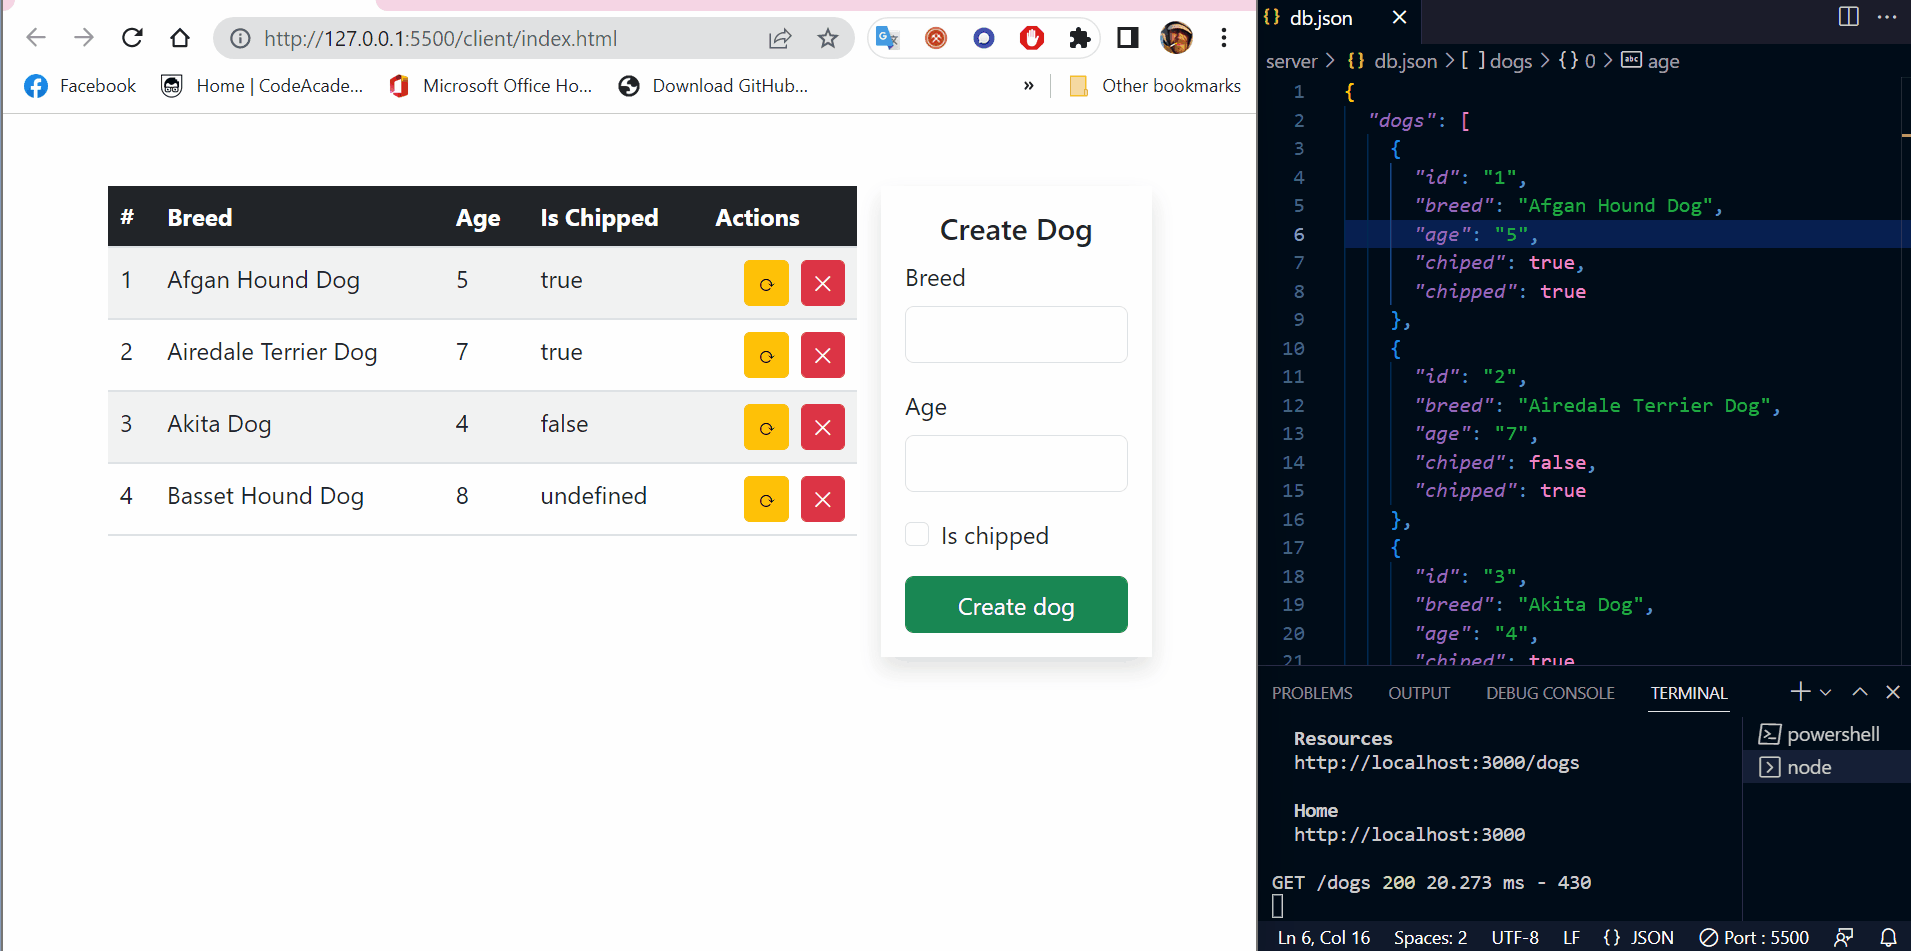 http://127.0.0.1:5500/client/index.html
Facebook
Home | CodeAcade...
Microsoft Office Ho...
Download GitHub...
»
Other bookmarks
# Breed Age Is Chipped Actions
1 Afgan Hound Dog 5 true
2 Airedale Terrier Dog 7 true
3 Akita Dog 4 false
4 Basset Hound Dog 8 undefined
Create Dog
Breed
Age
Is chipped
Create dog
{} db.json
server > {} db.json > [ ] dogs > {} 0 > abc age
1 {
2 "dogs": [
3 {
4 "id": "1",
5 "breed": "Afgan Hound Dog",
6 "age": "5",
7 "chiped": true,
8 "chipped": true
9 },
10 {
11 "id": "2",
12 "breed": "Airedale Terrier Dog",
13 "age": "7",
14 "chiped": false,
15 "chipped": true
16 },
17 {
18 "id": "3",
19 "breed": "Akita Dog",
20 "age": "4",
21 "chiped": true
PROBLEMS OUTPUT DEBUG CONSOLE TERMINAL
Resources
http://localhost:3000/dogs
Home
http://localhost:3000
GET /dogs 200 20.273 ms - 430
powershell
node
Ln 6, Col 16 Spaces: 2 UTF-8 LF {} JSON Port : 5500